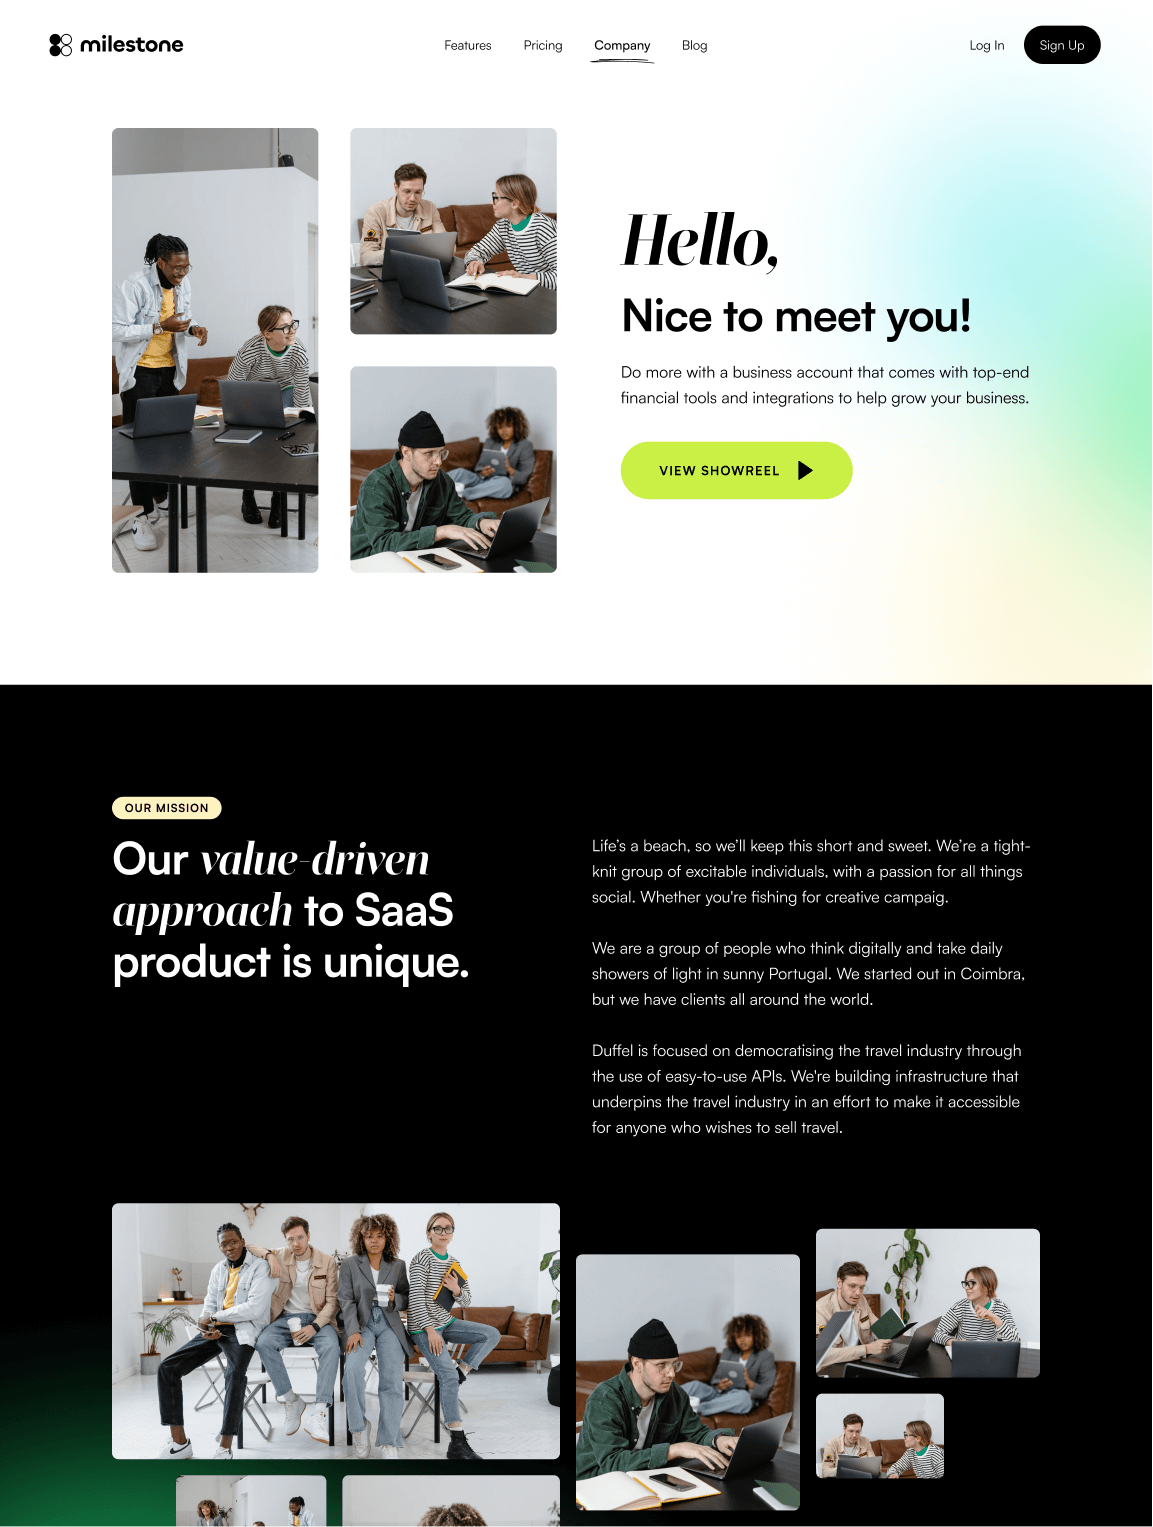 milestone
Features Pricing Company Blog
Log In Sign Up
Hello,
Nice to meet you!
Do more with a business account that comes with top-end
financial tools and integrations to help grow your business.
VIEW SHOWREEL
OUR MISSION
Our value-driven
approach to SaaS
product is unique.
Life’s a beach, so we’ll keep this short and sweet. We’re a tight-
knit group of excitable individuals, with a passion for all things
social. Whether you're fishing for creative campaig.
We are a group of people who think digitally and take daily
showers of light in sunny Portugal. We started out in Coimbra,
but we have clients all around the world.
Duffel is focused on democratising the travel industry through
the use of easy-to-use APIs. We're building infrastructure that
underpins the travel industry in an effort to make it accessible
for anyone who wishes to sell travel.